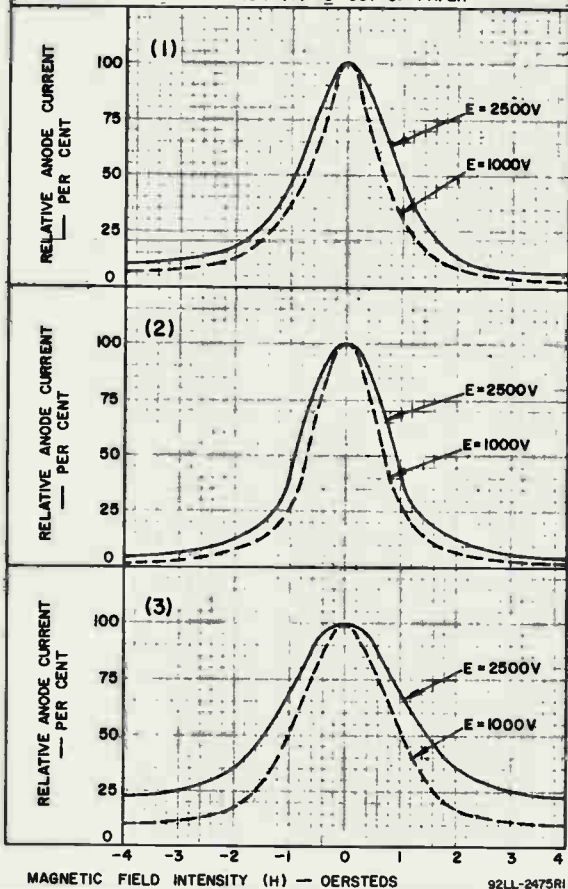 (1)
100
75
50
25
0
RELATIVE ANODE CURRENT
— PER CENT
E = 2500V
E = 1000V
(2)
100
75
50
25
0
RELATIVE ANODE CURRENT
— PER CENT
E = 2500V
E = 1000V
(3)
100
75
50
25
0
RELATIVE ANODE CURRENT
— PER CENT
E = 2500V
E = 1000V
-4 -3 -2 -1 0 1 2 3 4
MAGNETIC FIELD INTENSITY (H) — OERSTEDS
92LL-2475RI